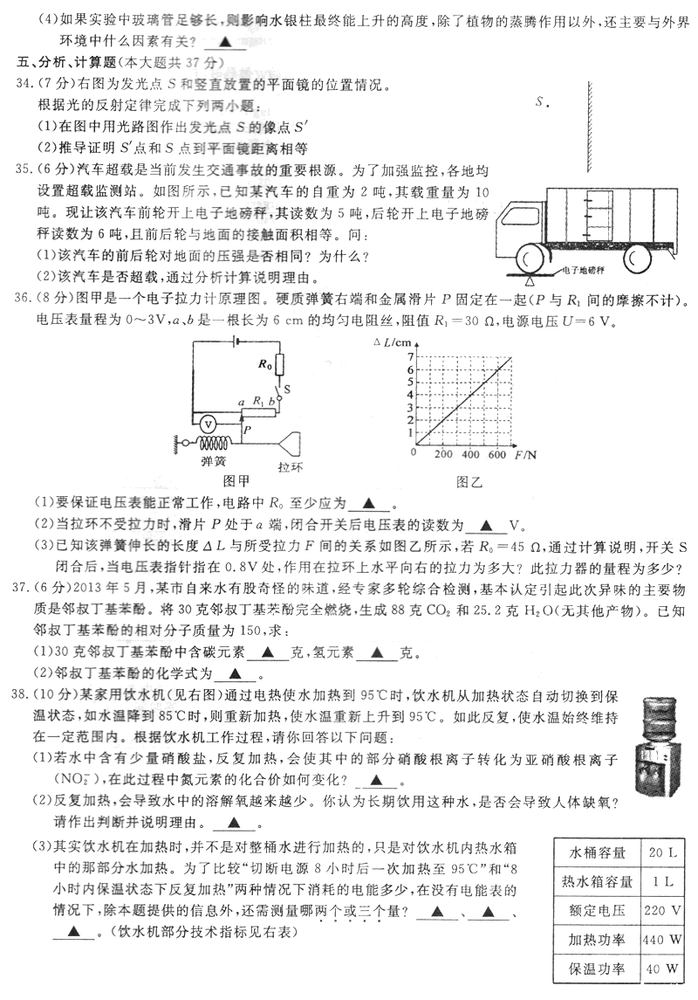 (4)如果实验中玻璃管足够长,则影响水银柱最终能上升的高度,除了植物的蒸腾作用以外,还主要与外界
环境中什么因素有关? ▲
五、分析、计算题(本大题共 37 分)
34.(7 分)右图为发光点 S 和竖直放置的平面镜的位置情况。
根据光的反射定律完成下列两小题:
(1)在图中用光路图作出发光点 S 的像点 S′
(2)推导证明 S′点和 S 点到平面镜距离相等
S
35.(6 分)汽车超载是当前发生交通事故的重要根源。为了加强监控,各地均
设置超载监测站。如图所示,已知某汽车的自重为 2 吨,其载重量为 10
吨。现让该汽车前轮开上电子地磅秤,其读数为 5 吨,后轮开上电子地磅
秤读数为 6 吨,且前后轮与地面的接触面积相等。问:
(1)该汽车的前后轮对地面的压强是否相同? 为什么?
(2)该汽车是否超载,通过分析计算说明理由。
电子地磅秤
36.(8 分)图甲是一个电子拉力计原理图。硬质弹簧右端和金属滑片 P 固定在一起(P 与 R₁ 间的摩擦不计)。
电压表量程为 0～3V,a、b 是一根长为 6 cm 的均匀电阻丝,阻值 R₁=30 Ω,电源电压 U=6 V。
R₀
S
a R₁ b
V
P
弹簧
拉环
图甲
Δ L/cm
7
6
5
4
3
2
1
0 200 400 600 F/N
图乙
(1)要保证电压表能正常工作,电路中 R₀ 至少应为 ▲ 。
(2)当拉环不受拉力时,滑片 P 处于 a 端,闭合开关后电压表的读数为 ▲ V。
(3)已知该弹簧伸长的长度 Δ L 与所受拉力 F 间的关系如图乙所示,若 R₀=45 Ω,通过计算说明,开关 S
闭合后,当电压表指针指在 0.8V 处,作用在拉环上水平向右的拉力为多大? 此拉力器的量程为多少?
37.(6 分)2013 年 5 月,某市自来水有股奇怪的味道,经专家多轮综合检测,基本认定引起此次异味的主要物
质是邻叔丁基苯酚。将 30 克邻叔丁基苯酚完全燃烧,生成 88 克 CO₂ 和 25.2 克 H₂O(无其他产物)。已知
邻叔丁基苯酚的相对分子质量为 150,求:
(1)30 克邻叔丁基苯酚中含碳元素 ▲ 克,氢元素 ▲ 克。
(2)邻叔丁基苯酚的化学式为 ▲ 。
38.(10 分)某家用饮水机(见右图)通过电热使水加热到 95℃时,饮水机从加热状态自动切换到保
温状态,如水温降到 85℃时,则重新加热,使水温重新上升到 95℃。如此反复,使水温始终维持
在一定范围内。根据饮水机工作过程,请你回答以下问题:
(1)若水中含有少量硝酸盐,反复加热,会使其中的部分硝酸根离子转化为亚硝酸根离子
(NO₂⁻),在此过程中氮元素的化合价如何变化? ▲ 。
(2)反复加热,会导致水中的溶解氧越来越少。你认为长期饮用这种水,是否会导致人体缺氧?
请作出判断并说明理由。 ▲ 。
(3)其实饮水机在加热时,并不是对整桶水进行加热的,只是对饮水机内热水箱
中的那部分水加热。为了比较“切断电源 8 小时后一次加热至 95℃”和“8
小时内保温状态下反复加热”两种情况下消耗的电能多少,在没有电能表的
情况下,除本题提供的信息外,还需测量哪两个或三个量? ▲ 、 ▲ 、
▲ 。(饮水机部分技术指标见右表)
水桶容量 20 L
热水箱容量 1 L
额定电压 220 V
加热功率 440 W
保温功率 40 W